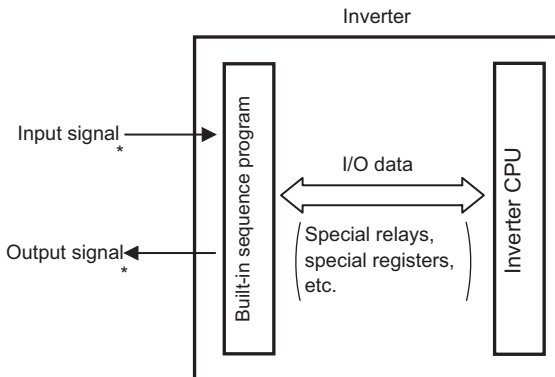 Inverter
Input signal
*
Output signal
*
Built-in sequence program
I/O data
(Special relays,
special registers,
etc.)
Inverter CPU